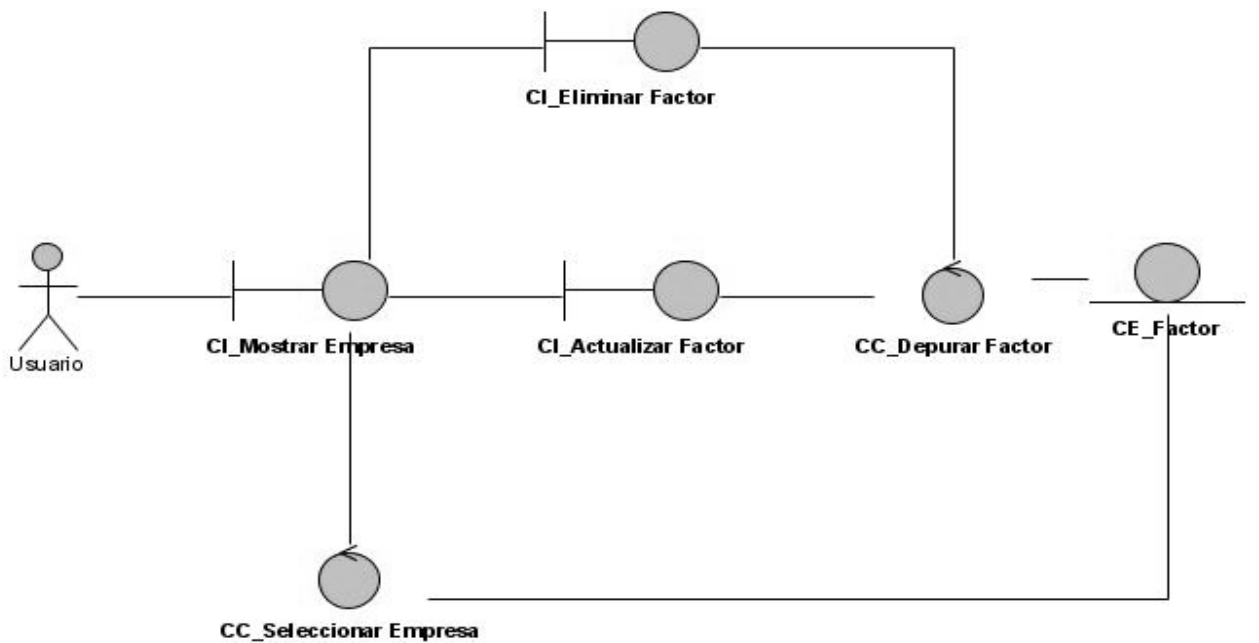 CI_Eliminar Factor
Usuario
CI_Mostrar Empresa
CI_Actualizar Factor
CC_Depurar Factor
CE_Factor
CC_Seleccionar Empresa